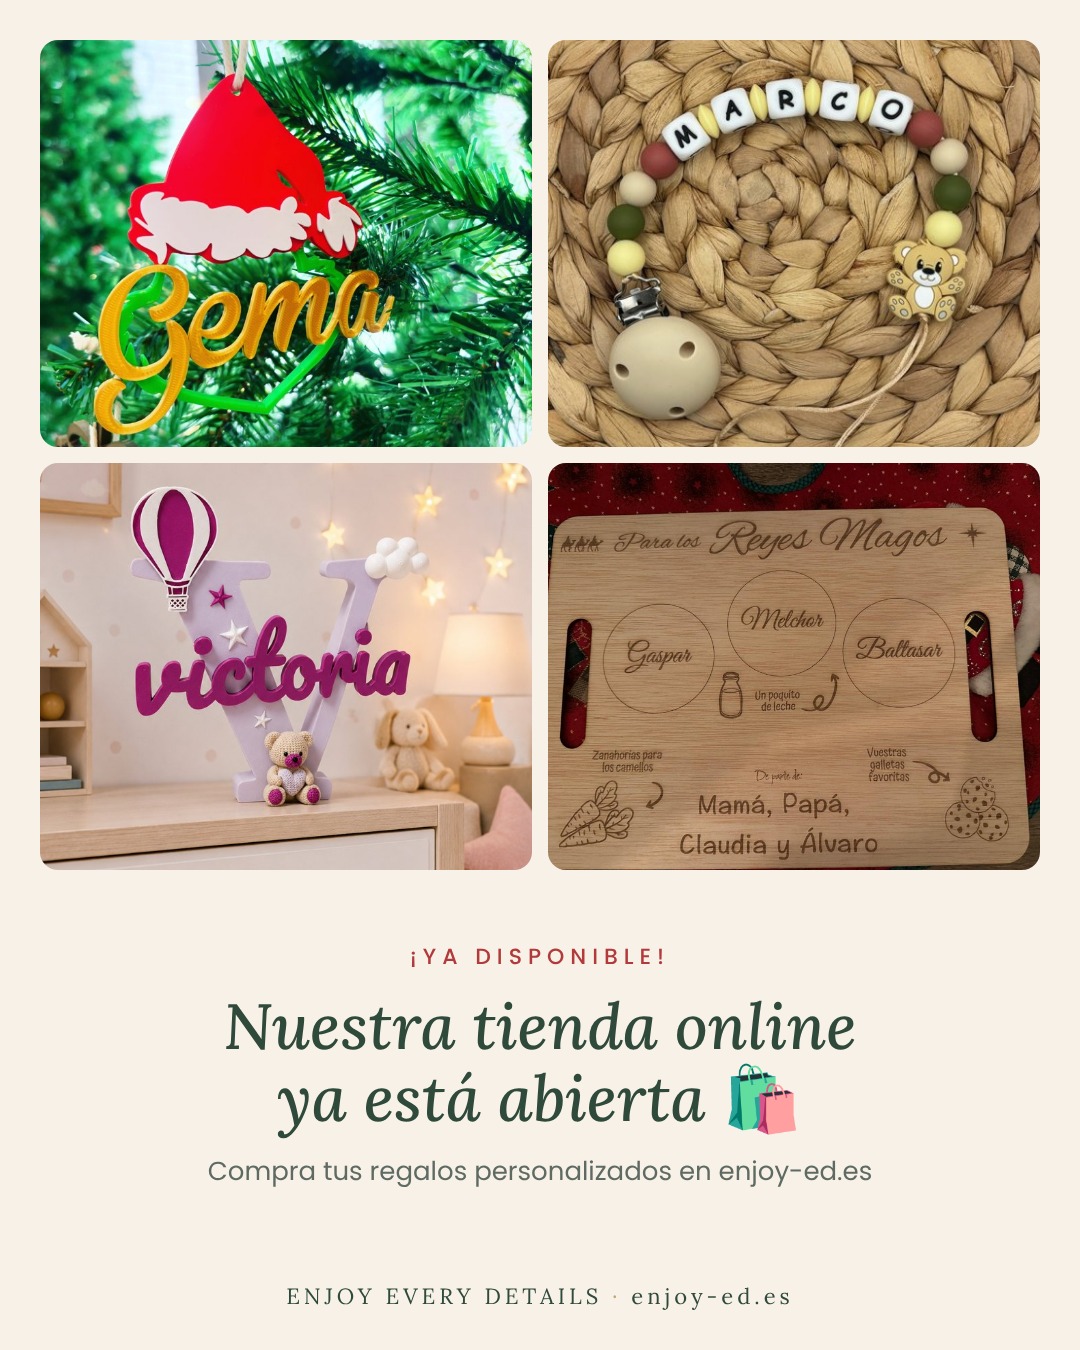 Gema
MARCO
victoria
Para los Reyes Magos
Melchor
Gaspar
Baltasar
Un poquito
de leche
Zanahorias para
los camellos
Vuestras
galletas
favoritas
De parte de:
Mamá, Papá,
Claudia y Álvaro
¡YA DISPONIBLE!
Nuestra tienda online
ya está abierta 🛍️
Compra tus regalos personalizados en enjoy-ed.es
ENJOY EVERY DETAILS · enjoy-ed.es